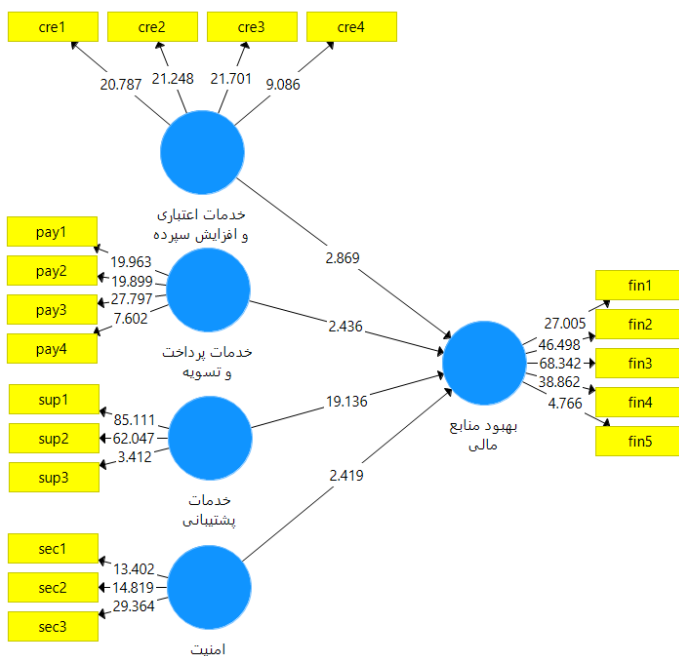 cre1
cre2
cre3
cre4
20.787
21.248
21.701
9.086
خدمات اعتباری
و افزایش سپرده
pay1
pay2
pay3
pay4
19.963
19.899
27.797
7.602
خدمات پرداخت
و تسویه
sup1
sup2
sup3
85.111
62.047
3.412
خدمات
پشتیبانی
sec1
sec2
sec3
13.402
14.819
29.364
امنیت
2.869
2.436
19.136
2.419
بهبود منابع
مالی
27.005
46.498
68.342
38.862
4.766
fin1
fin2
fin3
fin4
fin5